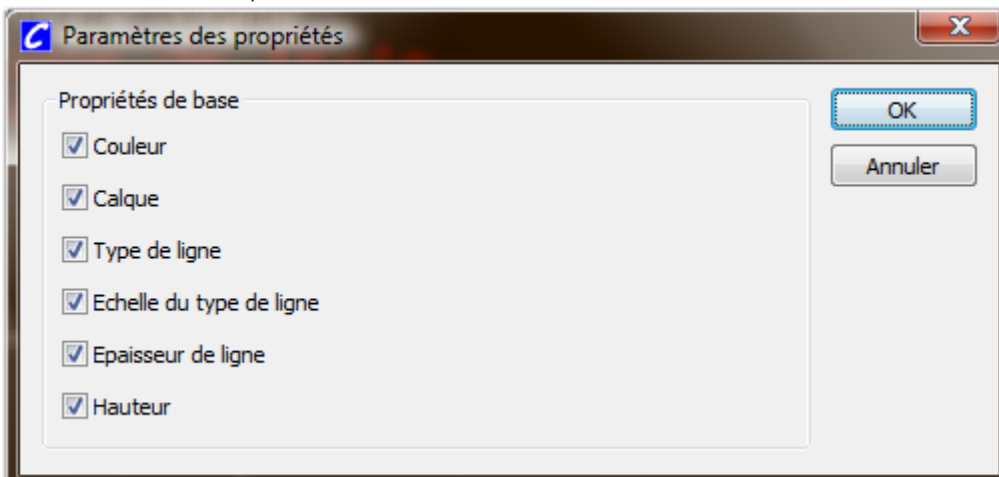 Paramètres des propriétés
Propriétés de base
OK
Couleur
Annuler
Calque
Type de ligne
Echelle du type de ligne
Epaisseur de ligne
Hauteur